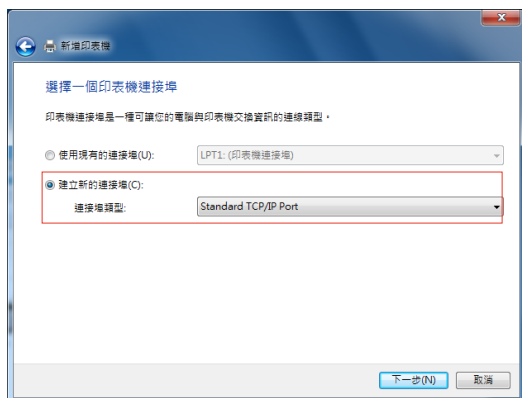 新增印表機
選擇一個印表機連接埠
印表機連接埠是一種可讓您的電腦與印表機交換資訊的連線類型。
使用現有的連接埠(U): LPT1: (印表機連接埠)
建立新的連接埠(C):
連接埠類型: Standard TCP/IP Port
下一步(N) 取消